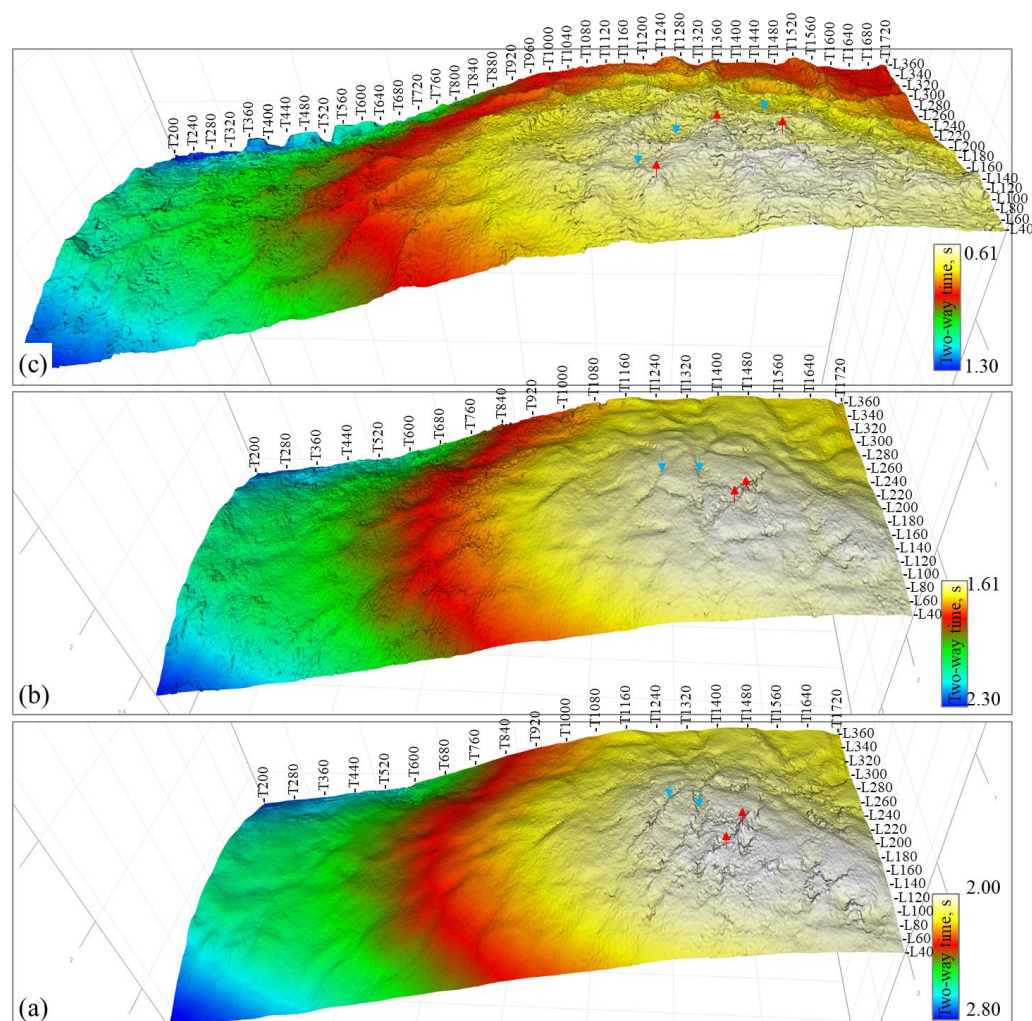 -T200
-T240
-T280
-T320
-T360
-T400
-T440
-T480
-T520
-T560
-T600
-T640
-T680
-T720
-T760
-T800
-T840
-T880
-T920
-T960
-T1000
-T1040
-T1080
-T1120
-T1160
-T1200
-T1240
-T1280
-T1320
-T1360
-T1400
-T1440
-T1480
-T1520
-T1560
-T1600
-T1640
-T1680
-T1720
-L360
-L340
-L320
-L300
-L280
-L260
-L240
-L220
-L200
-L180
-L160
-L140
-L120
-L100
-L80
-L60
-L40
0.61
Two-way time, s
1.30
(c)
-T200
-T280
-T360
-T440
-T520
-T600
-T680
-T760
-T840
-T920
-T1000
-T1080
-T1160
-T1240
-T1320
-T1400
-T1480
-T1560
-T1640
-T1720
-L360
-L340
-L320
-L300
-L280
-L260
-L240
-L220
-L200
-L180
-L160
-L140
-L120
-L100
-L80
-L60
-L40
1.61
Two-way time, s
2.30
(b)
-T200
-T280
-T360
-T440
-T520
-T600
-T680
-T760
-T840
-T920
-T1000
-T1080
-T1160
-T1240
-T1320
-T1400
-T1480
-T1560
-T1640
-T1720
-L360
-L340
-L320
-L300
-L280
-L260
-L240
-L220
-L200
-L180
-L160
-L140
-L120
-L100
-L80
-L60
-L40
2.00
Two-way time, s
2.80
(a)